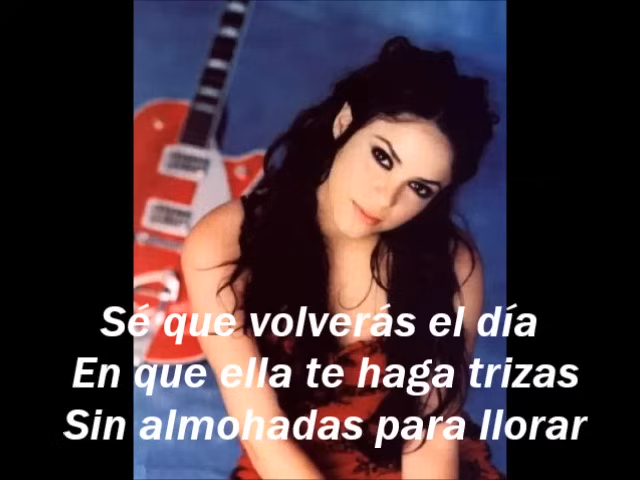 Sé que volverás el día
En que ella te haga trizas
Sin almohadas para llorar